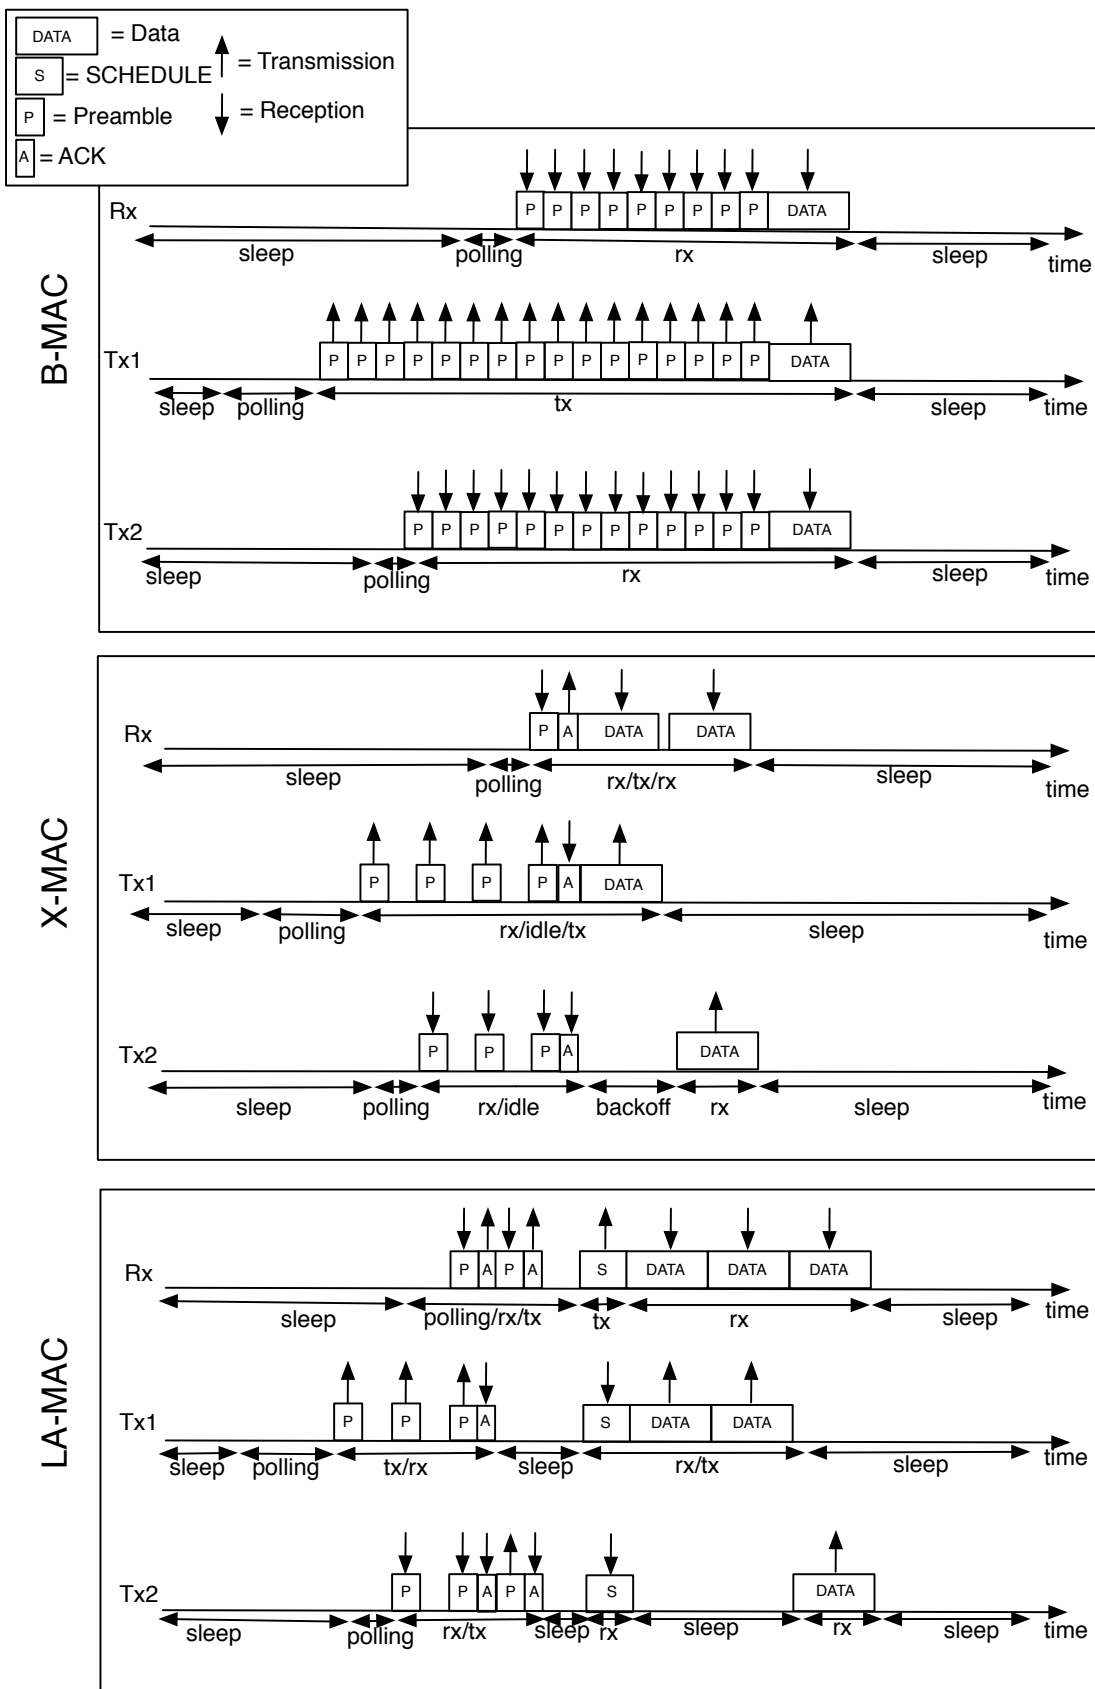 DATA = Data
S = SCHEDULE
P = Preamble
A = ACK
= Transmission
= Reception
B-MAC
Rx
P P P P P P P P P DATA
sleep polling rx sleep time
Tx1
P P P P P P P P P P P P P P P P DATA
sleep polling tx sleep time
Tx2
P P P P P P P P P P P P P DATA
sleep polling rx sleep time
X-MAC
Rx
P A DATA DATA
sleep polling rx/tx/rx sleep time
Tx1
P P P P A DATA
sleep polling rx/idle/tx sleep time
Tx2
P P P A DATA
sleep polling rx/idle backoff rx sleep time
LA-MAC
Rx
P A P A S DATA DATA DATA
sleep polling/rx/tx tx rx sleep time
Tx1
P P P A S DATA DATA
sleep polling tx/rx sleep rx/tx sleep time
Tx2
P P A P A S DATA
sleep polling rx/tx sleep rx sleep rx sleep time